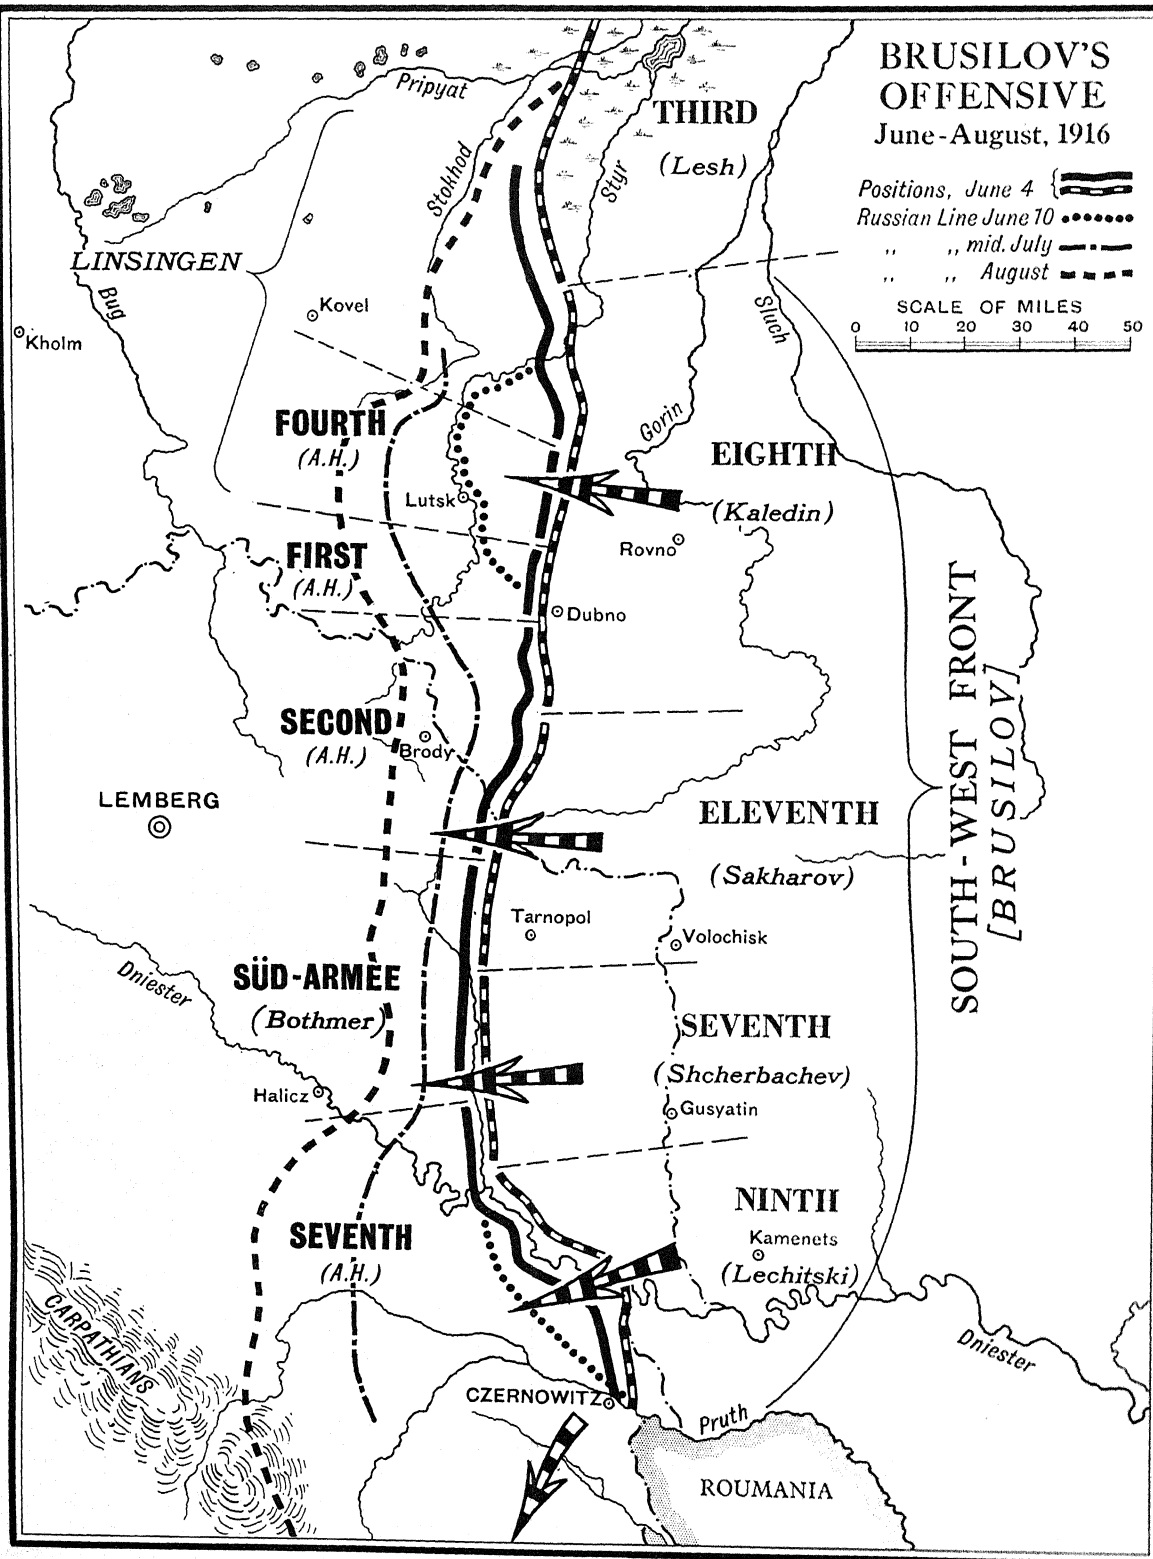 BRUSILOV'S
OFFENSIVE
June-August, 1916
Positions, June 4
Russian Line June 10
,, ,, mid. July
,, ,, August
SCALE OF MILES
0 10 20 30 40 50
Pripyat
THIRD
(Lesh)
Stokhod
Styr
LINSINGEN
Bug
Kovel
Kholm
Sluch
Gorin
FOURTH
(A.H.)
EIGHTH
(Kaledin)
Lutsk
Rovno
FIRST
(A.H.)
Dubno
SOUTH-WEST FRONT
[BRUSILOV]
SECOND
(A.H.)
Brody
LEMBERG
ELEVENTH
(Sakharov)
Tarnopol
Volochisk
Dniester
SÜD-ARMÉE
(Bothmer)
SEVENTH
(Shcherbachev)
Halicz
Gusyatin
NINTH
Kamenets
(Lechitski)
SEVENTH
(A.H.)
CARPATHIANS
Dniester
CZERNOWITZ
Pruth
ROUMANIA